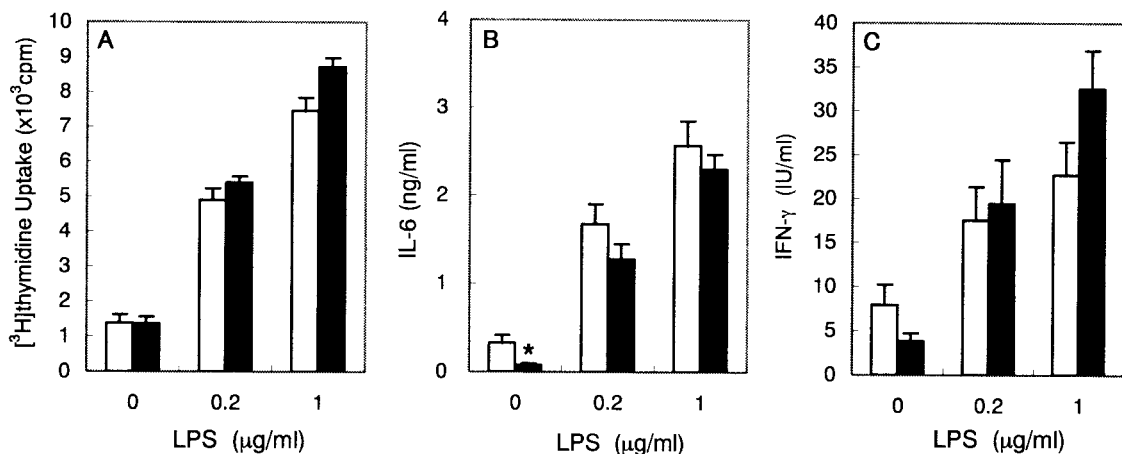 A
[³H]thymidine Uptake (x10³cpm)
10
9
8
7
6
5
4
3
2
1
0
0 0.2 1
LPS (μg/ml)
B
IL-6 (ng/ml)
4
3
2
1
0
*
0 0.2 1
LPS (μg/ml)
C
IFN-γ (IU/ml)
40
35
30
25
20
15
10
5
0
0 0.2 1
LPS (μg/ml)